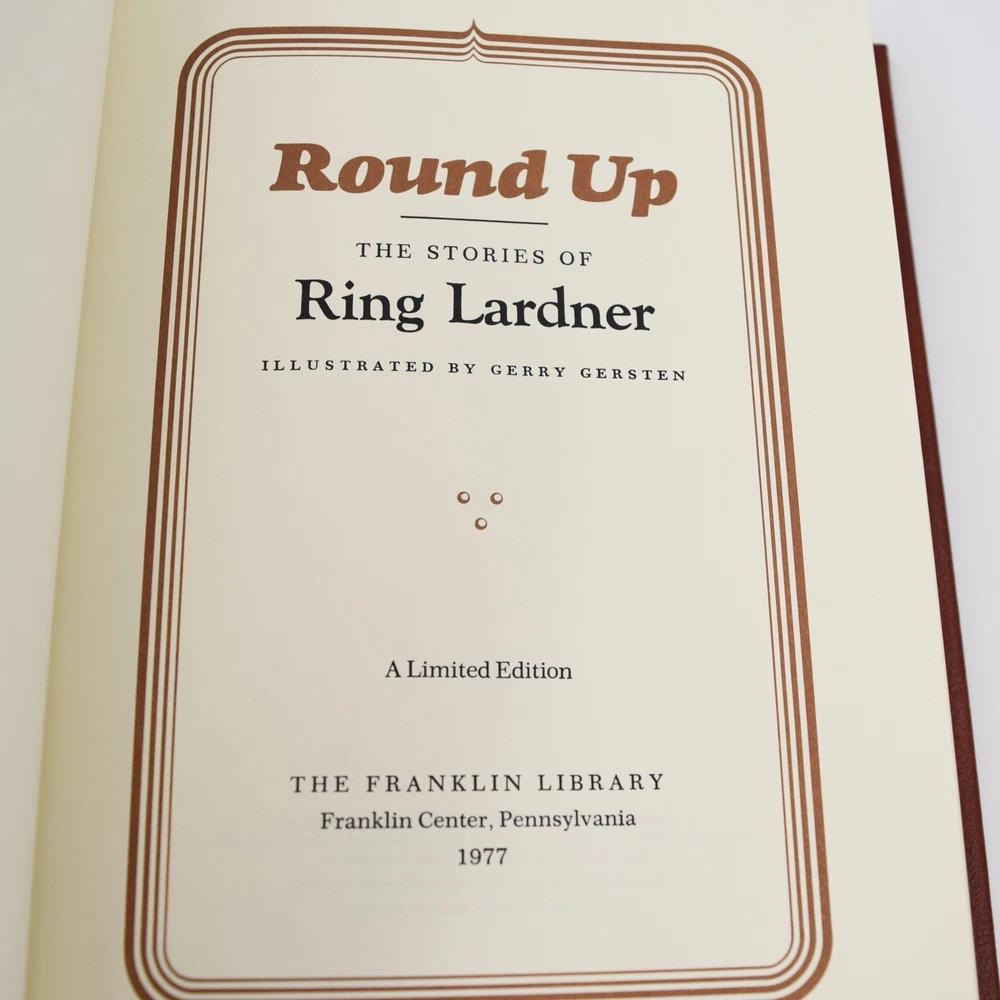 Round Up
THE STORIES OF
Ring Lardner
ILLUSTRATED BY GERRY GERSTEN
A Limited Edition
THE FRANKLIN LIBRARY
Franklin Center, Pennsylvania
1977